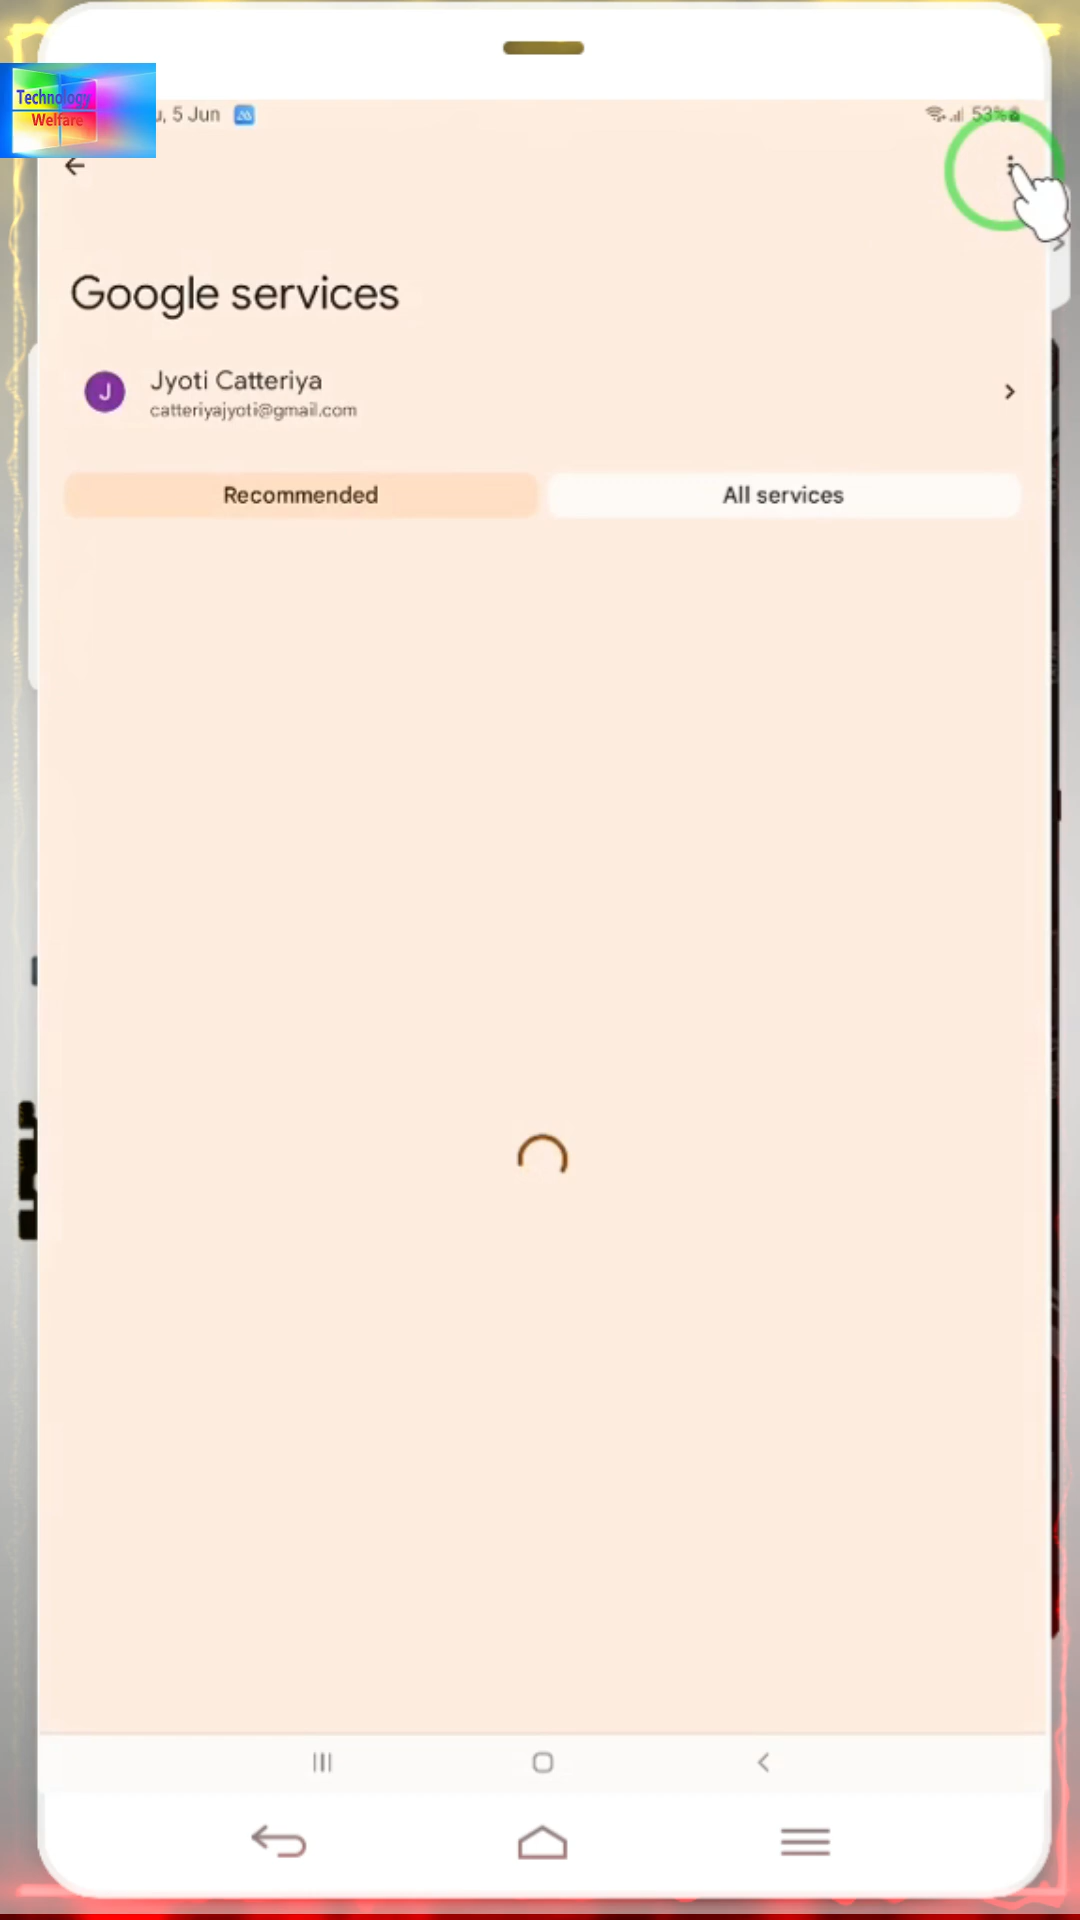 Technology
Welfare
u, 5 Jun
53%
Google services
J
Jyoti Catteriya
catteriyajyoti@gmail.com
Recommended
All services